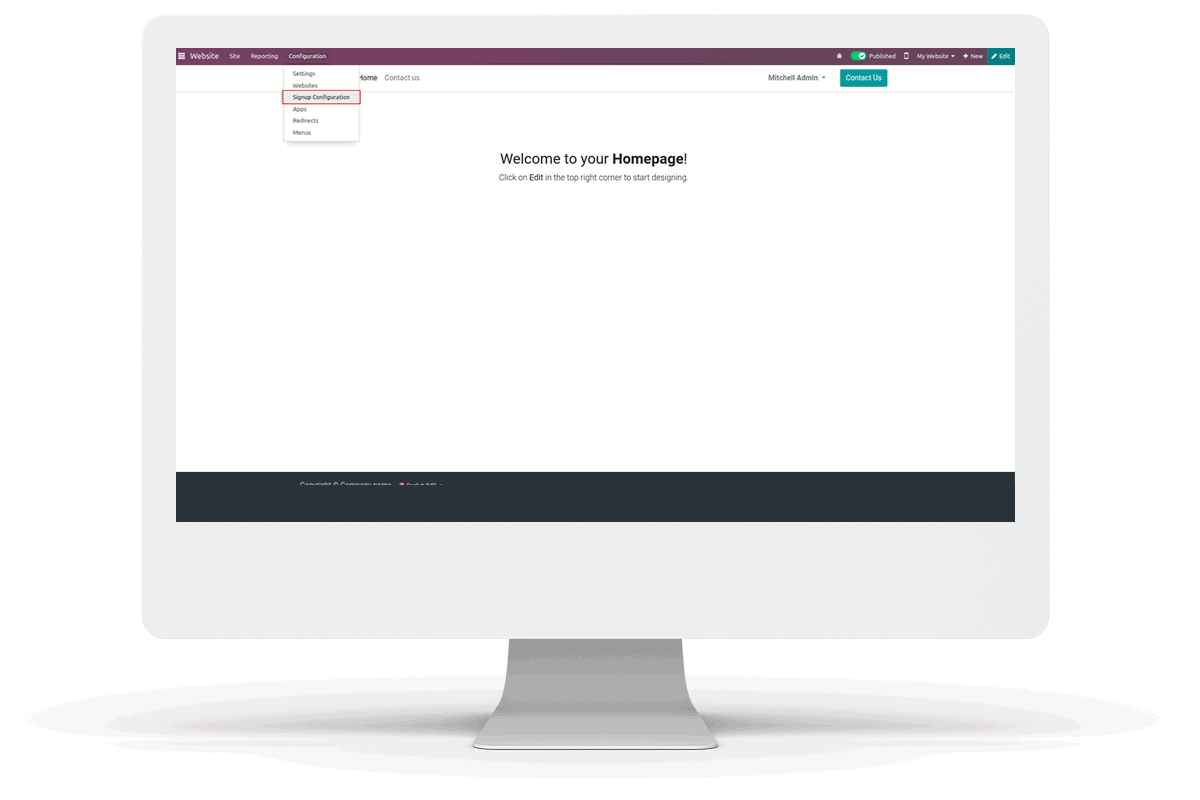 Website Site Reporting Configuration Published My Website New Edit
Settings
Home Contact us Mitchell Admin Contact Us
Websites
Signup Configuration
Apps
Redirects
Menus
Welcome to your Homepage!
Click on Edit in the top right corner to start designing.
Copyright © Company name